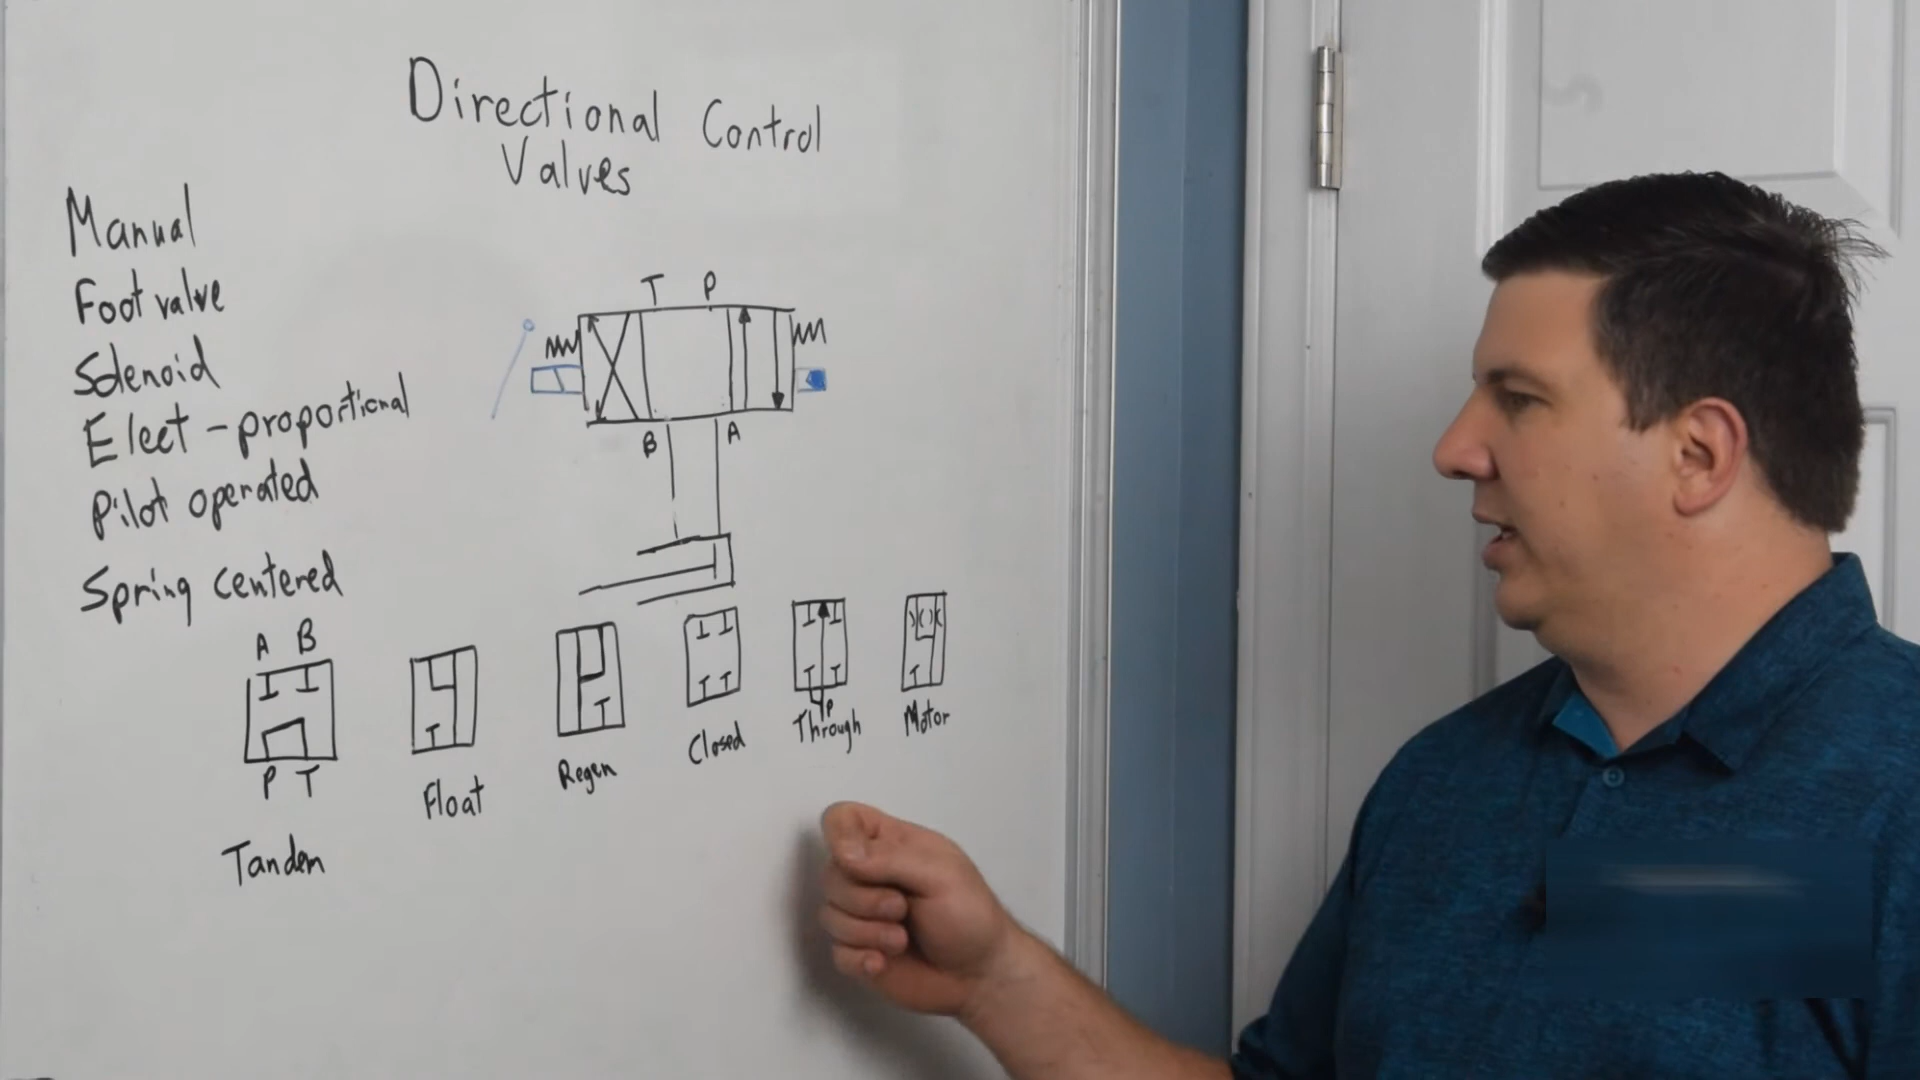 Directional Control
Valves
Manual
Foot valve
Solenoid
Elect - proportional
Pilot operated
Spring centered
T P
B A
A B
P T
Tandem
Float
Regen
Closed
P
Through
Motor